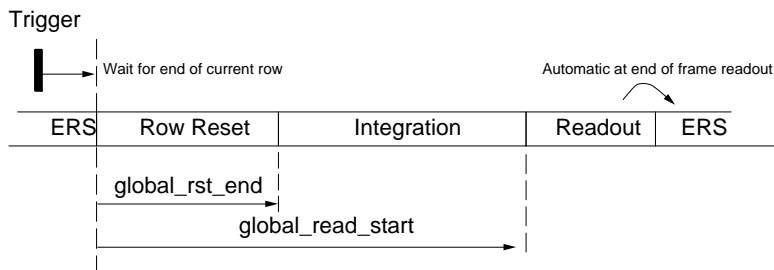 Trigger
Wait for end of current row
Automatic at end of frame readout
ERS Row Reset Integration Readout ERS
global_rst_end
global_read_start